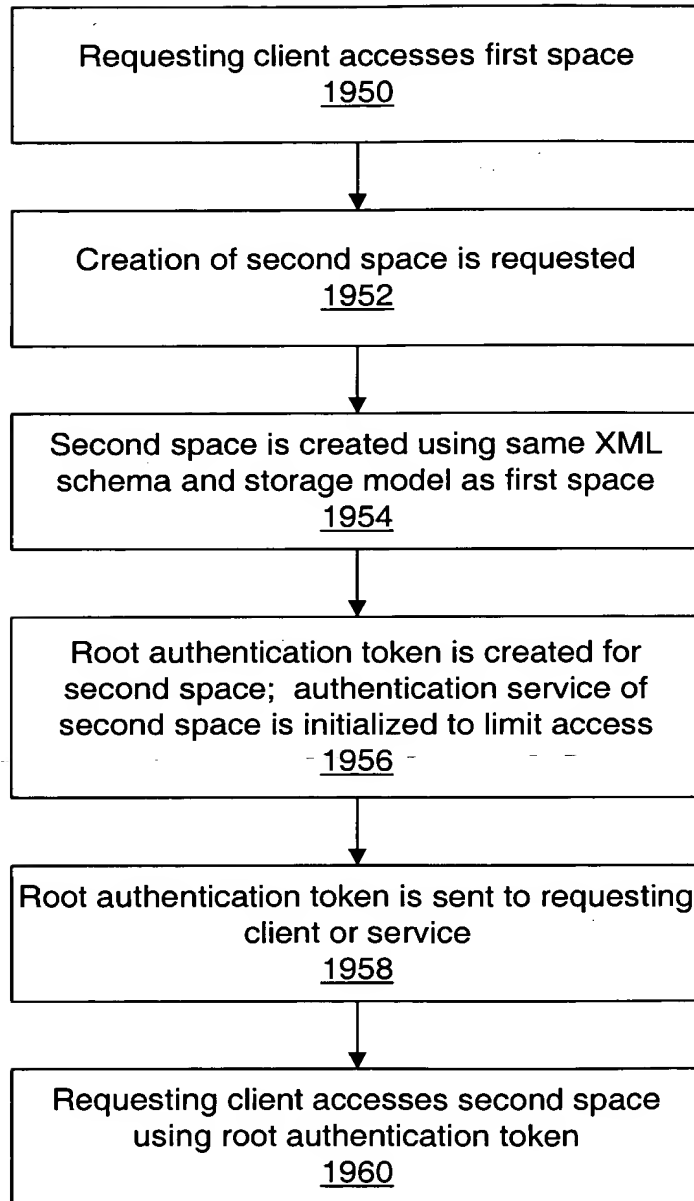 Requesting client accesses first space
1950
Creation of second space is requested
1952
Second space is created using same XML
schema and storage model as first space
1954
Root authentication token is created for
second space; authentication service of
second space is initialized to limit access
1956
Root authentication token is sent to requesting
client or service
1958
Requesting client accesses second space
using root authentication token
1960